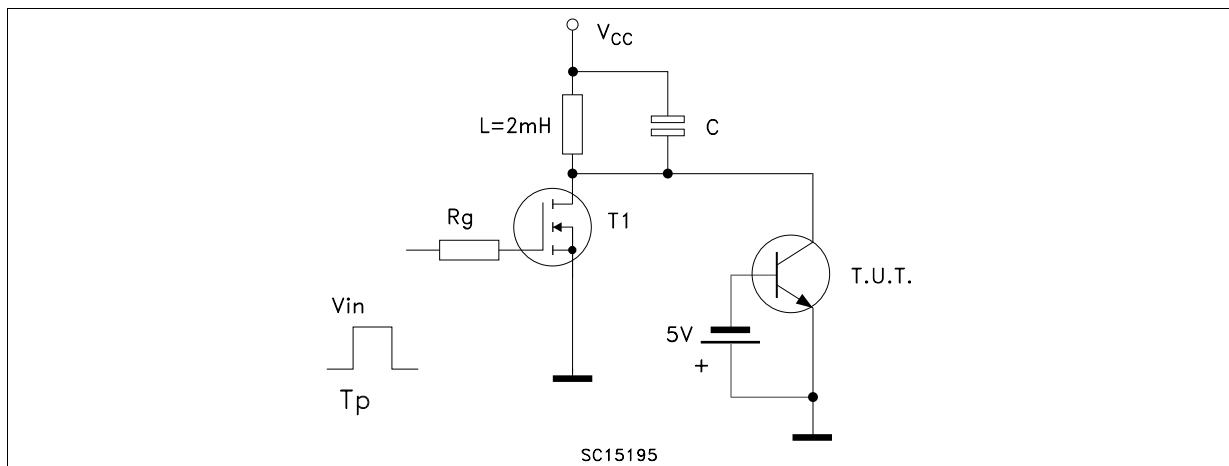 V_CC
L=2mH
C
Rg
T1
T.U.T.
Vin
5V
+
Tp
SC15195